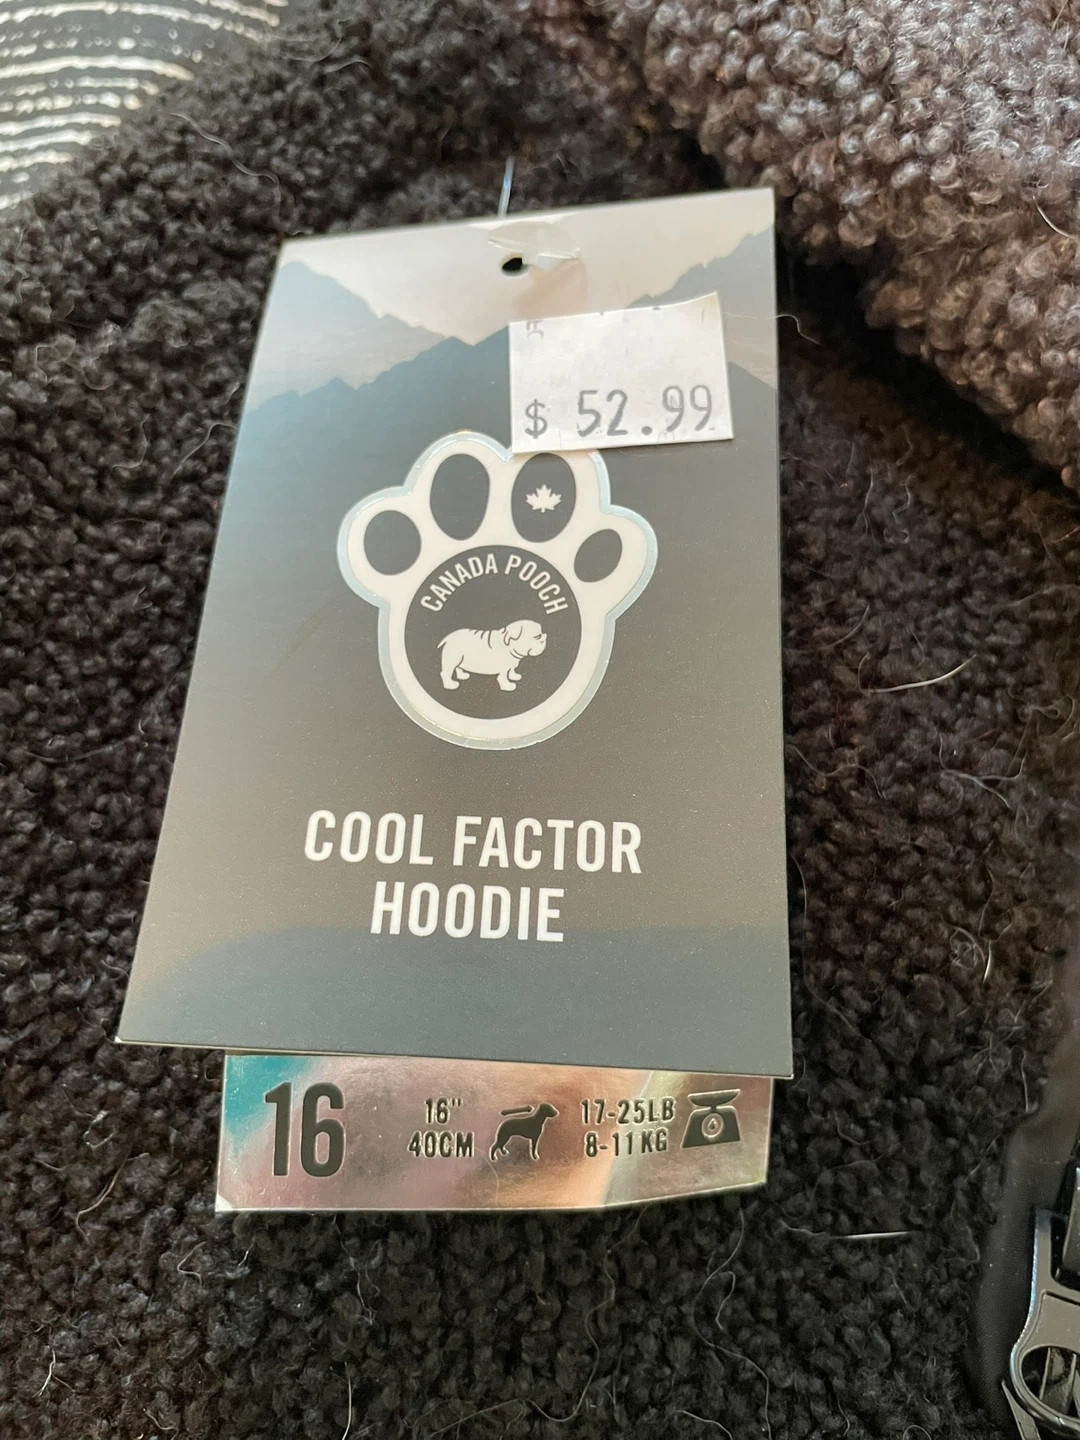 $ 52.99
CANADA POOCH
COOL FACTOR
HOODIE
16
16"
40CM
17-25LB
8-11KG